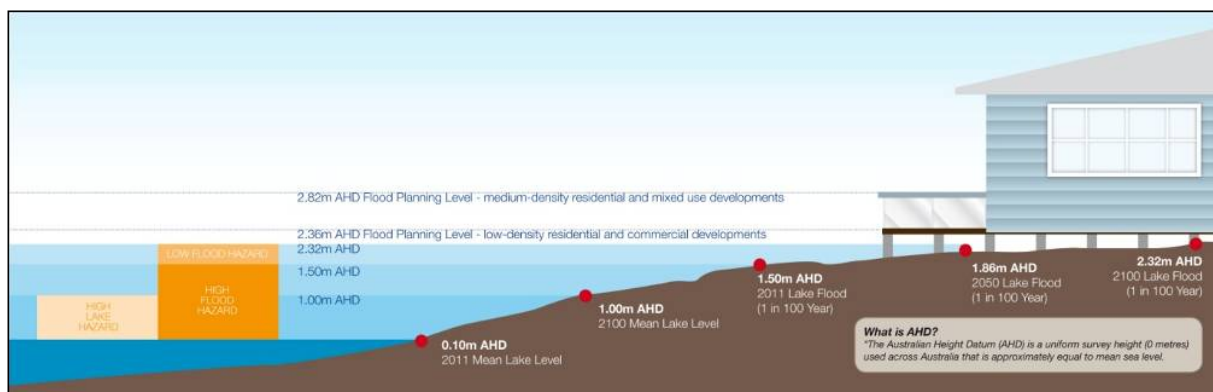 2.82m AHD Flood Planning Level - medium-density residential and mixed use developments
2.36m AHD Flood Planning Level - low-density residential and commercial developments
LOW FLOOD HAZARD
2.32m AHD
1.50m AHD
HIGH
FLOOD
HAZARD
1.00m AHD
HIGH
LAKE
HAZARD
0.10m AHD
2011 Mean Lake Level
1.00m AHD
2100 Mean Lake Level
1.50m AHD
2011 Lake Flood
(1 in 100 Year)
1.86m AHD
2050 Lake Flood
(1 in 100 Year)
2.32m AHD
2100 Lake Flood
(1 in 100 Year)
What is AHD?
"The Australian Height Datum (AHD) is a uniform survey height (0 metres)
used across Australia that is approximately equal to mean sea level.